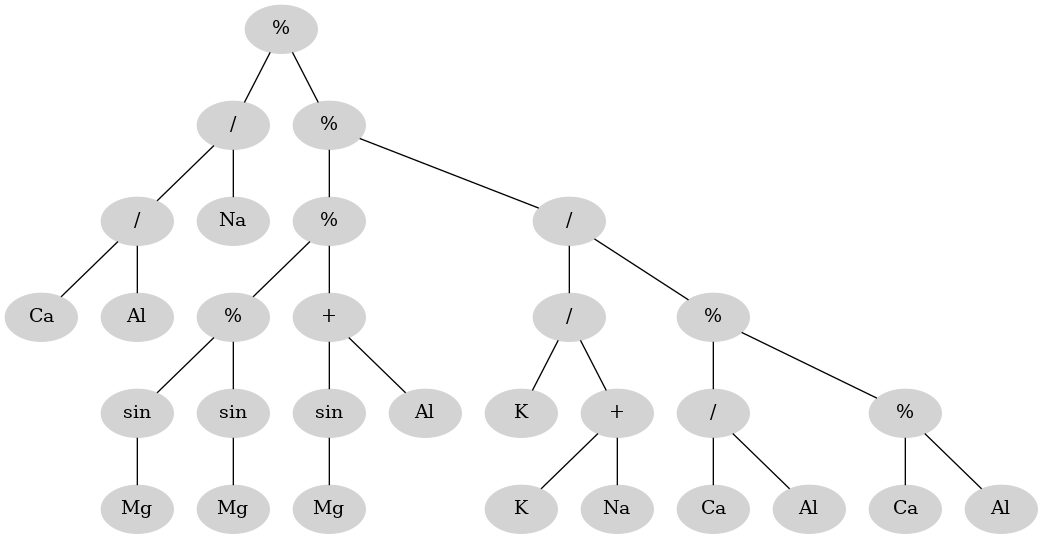 %
/ %
/ Na % /
Ca Al % + / %
sin sin sin Al K + / %
Mg Mg Mg K Na Ca Al Ca Al